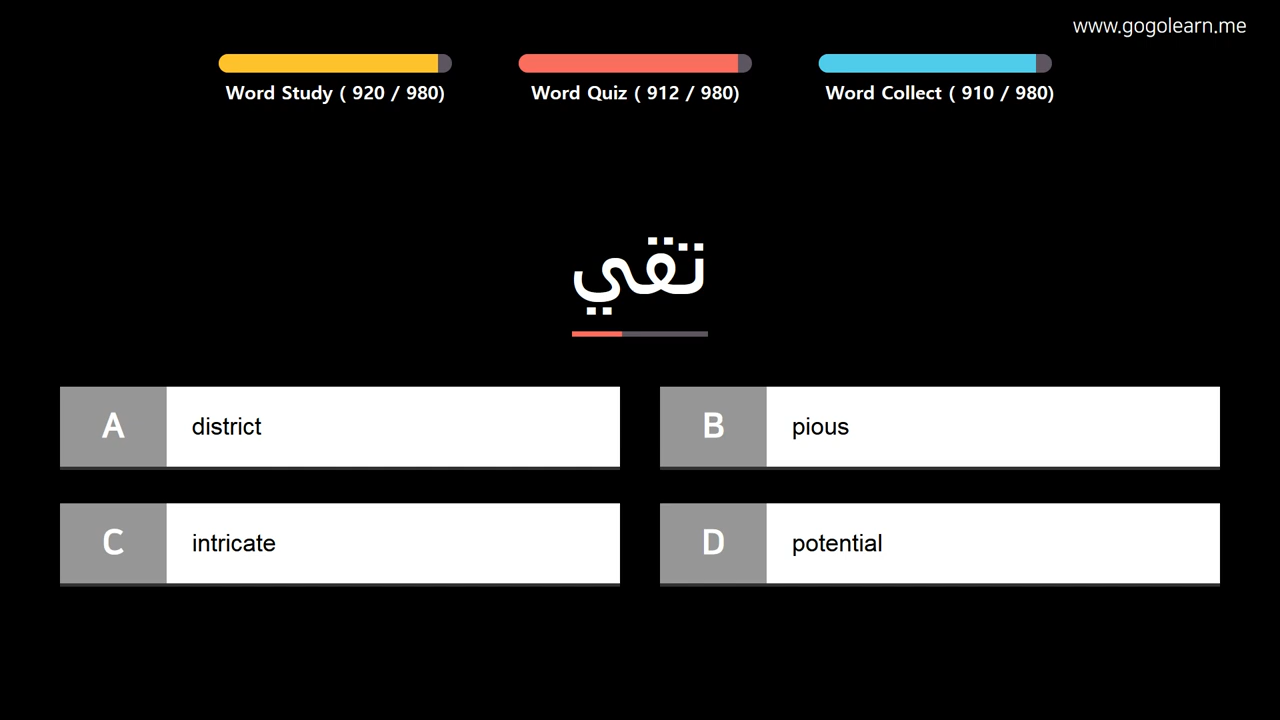 www.gogolearn.me
Word Study ( 920 / 980)
Word Quiz ( 912 / 980)
Word Collect ( 910 / 980)
تقي
A
district
B
pious
C
intricate
D
potential